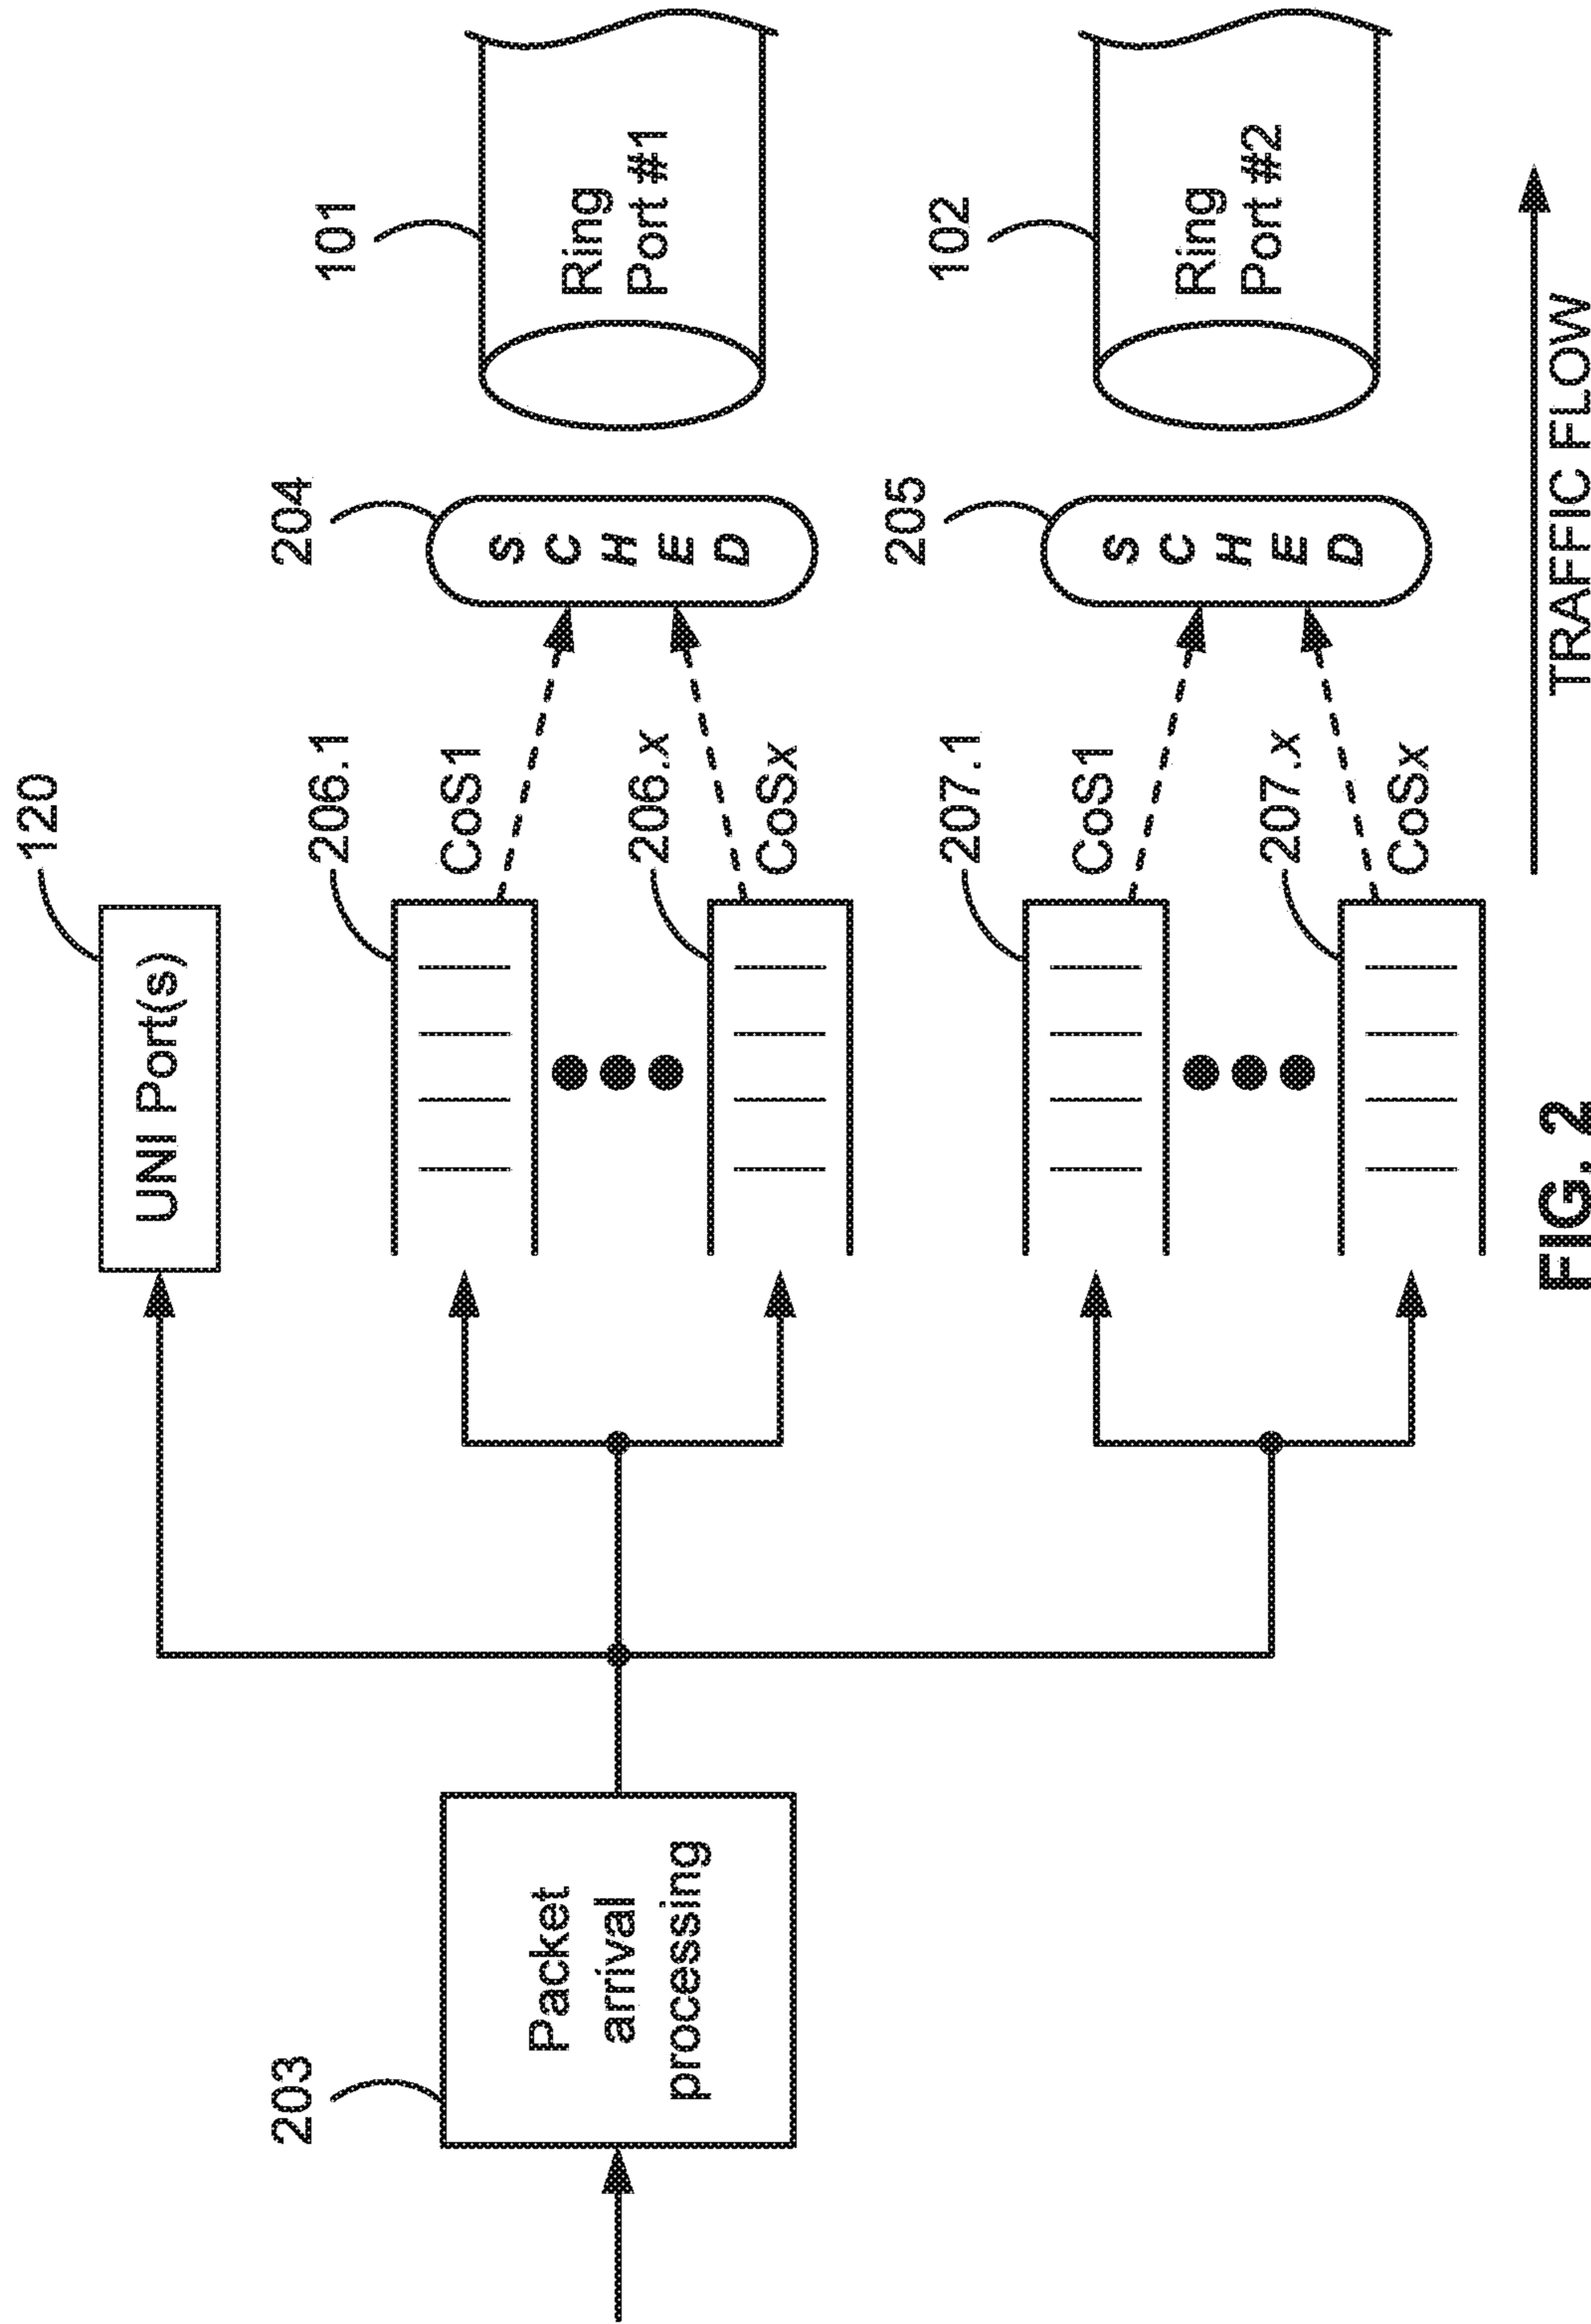 120
UNI Port(s)
203
Packet
arrival
processing
206.1
CoS1
206.x
CoSx
204
SCHED
101
Ring
Port #1
207.1
CoS1
207.x
CoSx
205
SCHED
102
Ring
Port #2
TRAFFIC FLOW
FIG. 2